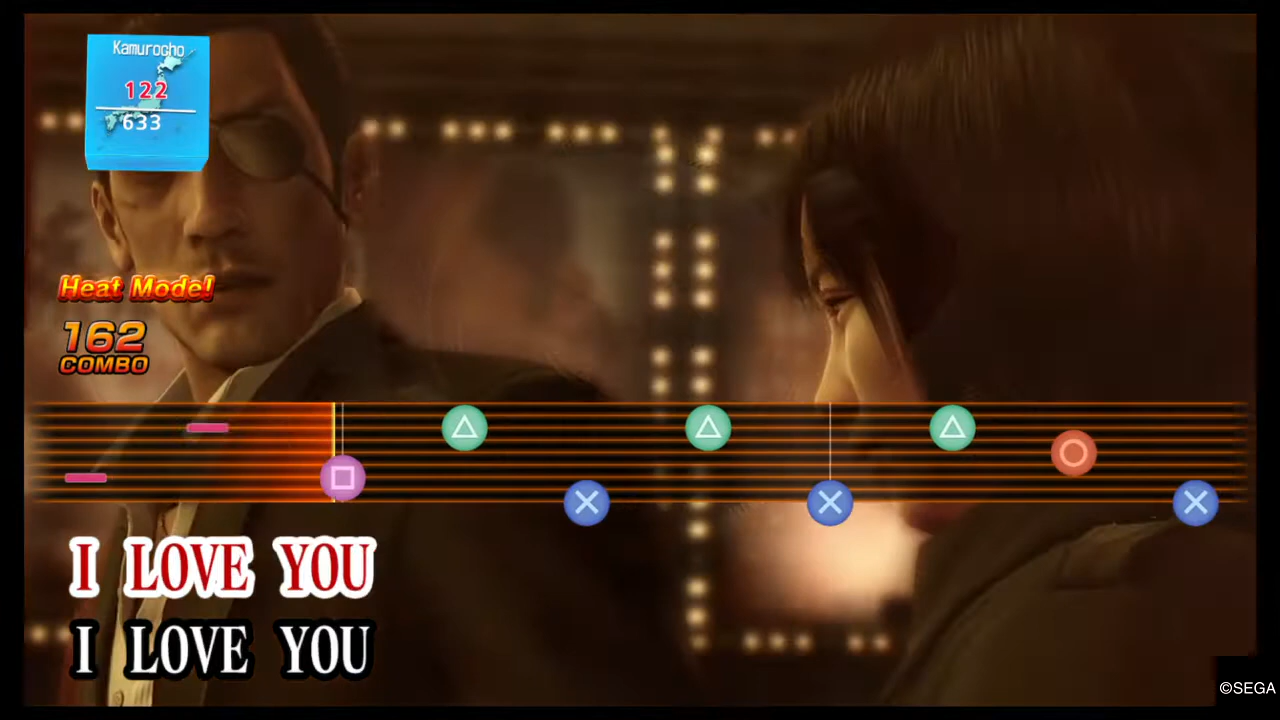 Kamurocho
122
633
Heat Mode!
162
COMBO
I LOVE YOU
I LOVE YOU
©SEGA